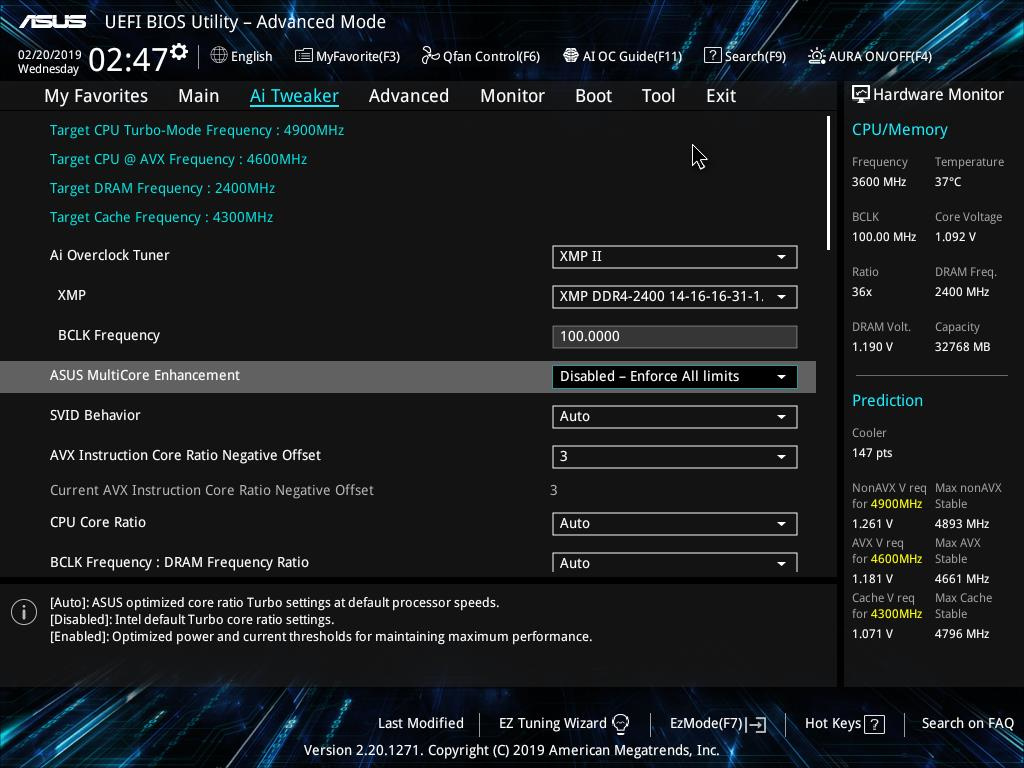 ASUS UEFI BIOS Utility – Advanced Mode
02/20/2019
Wednesday
02:47
English
MyFavorite(F3)
Qfan Control(F6)
AI OC Guide(F11)
? Search(F9)
AURA ON/OFF(F4)
My Favorites Main Ai Tweaker Advanced Monitor Boot Tool Exit
Target CPU Turbo-Mode Frequency : 4900MHz
Target CPU @ AVX Frequency : 4600MHz
Target DRAM Frequency : 2400MHz
Target Cache Frequency : 4300MHz
Ai Overclock Tuner XMP II
XMP XMP DDR4-2400 14-16-16-31-1.
BCLK Frequency 100.0000
ASUS MultiCore Enhancement Disabled – Enforce All limits
SVID Behavior Auto
AVX Instruction Core Ratio Negative Offset 3
Current AVX Instruction Core Ratio Negative Offset 3
CPU Core Ratio Auto
BCLK Frequency : DRAM Frequency Ratio Auto
[Auto]: ASUS optimized core ratio Turbo settings at default processor speeds.
[Disabled]: Intel default Turbo core ratio settings.
[Enabled]: Optimized power and current thresholds for maintaining maximum performance.
Hardware Monitor
CPU/Memory
Frequency Temperature
3600 MHz 37°C
BCLK Core Voltage
100.00 MHz 1.092 V
Ratio DRAM Freq.
36x 2400 MHz
DRAM Volt. Capacity
1.190 V 32768 MB
Prediction
Cooler
147 pts
NonAVX V req Max nonAVX
for 4900MHz Stable
1.261 V 4893 MHz
AVX V req Max AVX
for 4600MHz Stable
1.181 V 4661 MHz
Cache V req Max Cache
for 4300MHz Stable
1.071 V 4796 MHz
Last Modified EZ Tuning Wizard EzMode(F7) Hot Keys ? Search on FAQ
Version 2.20.1271. Copyright (C) 2019 American Megatrends, Inc.